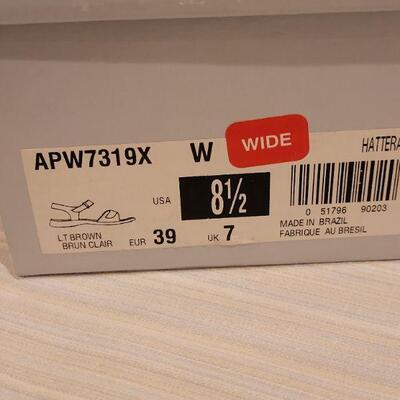 APW7319X W WIDE HATTERA
USA 8½
LT BROWN
BRUN CLAIR
EUR 39 UK 7
0 51796 90203
MADE IN BRAZIL
FABRIQUE AU BRESIL